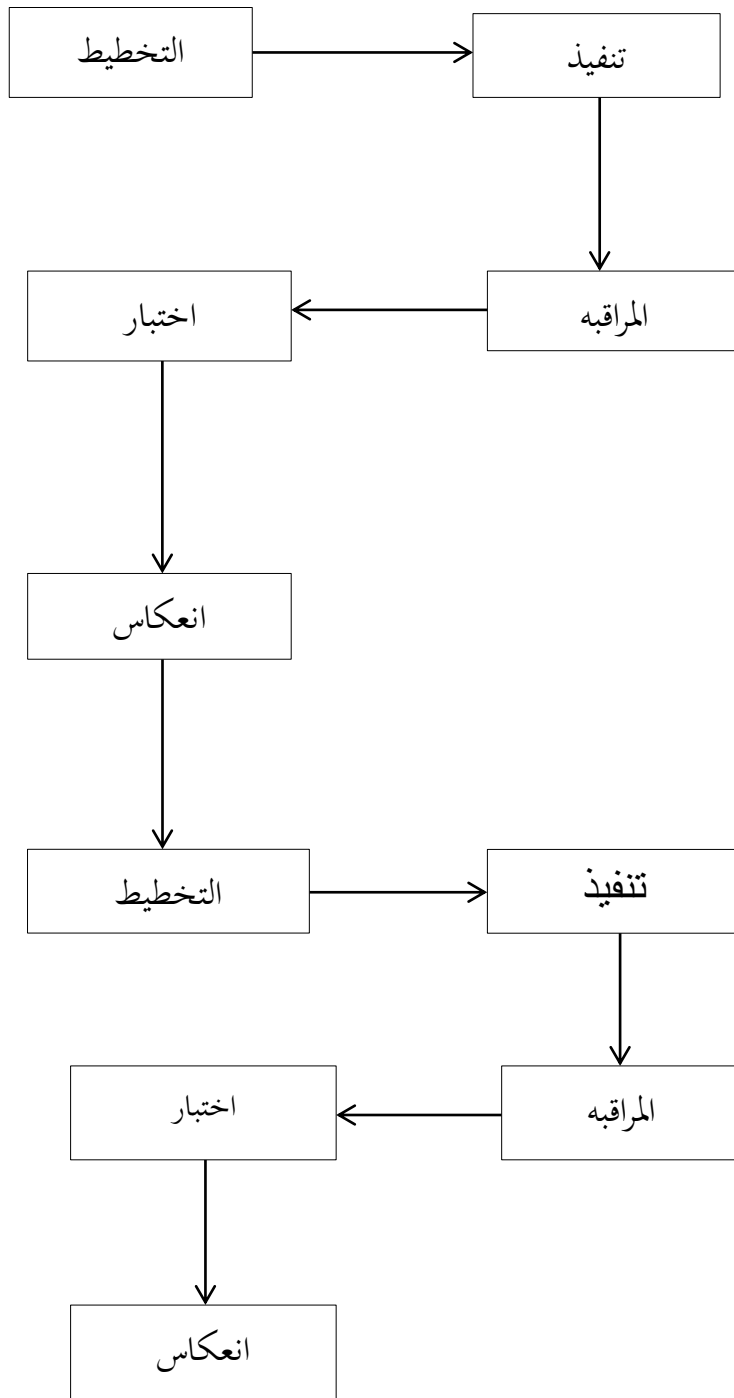 التخطيط
تنفيذ
المراقبه
اختبار
انعكاس
التخطيط
تنفيذ
المراقبه
اختبار
انعكاس